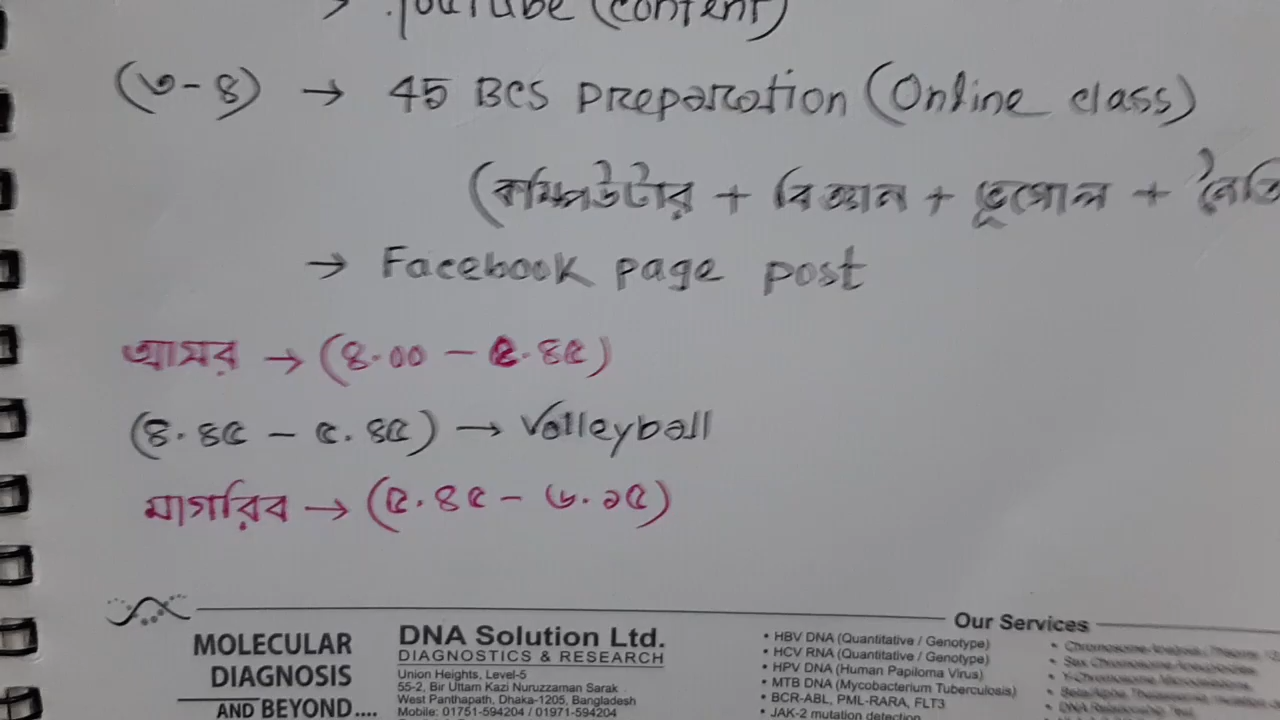 → YouTube (content)
(৩-৪) → 45 BCS preparation (Online class)
(কম্পিউটার + বিজ্ঞান + ভূগোল +
→ Facebook page post
আসর → (৪.০০ – ৫.৪৫)
(৪.৪৫ – ৫.৪৫) → Volleyball
মাগরিব → (৫.৪৫ – ৬.১৫)
MOLECULAR
DIAGNOSIS
AND BEYOND....
DNA Solution Ltd.
DIAGNOSTICS & RESEARCH
Union Heights, Level-5
55-2, Bir Uttam Kazi Nuruzzaman Sarak
West Panthapath, Dhaka-1205, Bangladesh
Mobile: 01751-594204 / 01971-594204
Our Services
• HBV DNA (Quantitative / Genotype)
• HCV RNA (Quantitative / Genotype)
• HPV DNA (Human Papiloma Virus)
• MTB DNA (Mycobacterium Tuberculosis)
• BCR-ABL, PML-RARA, FLT3
• JAK-2 mutation detection